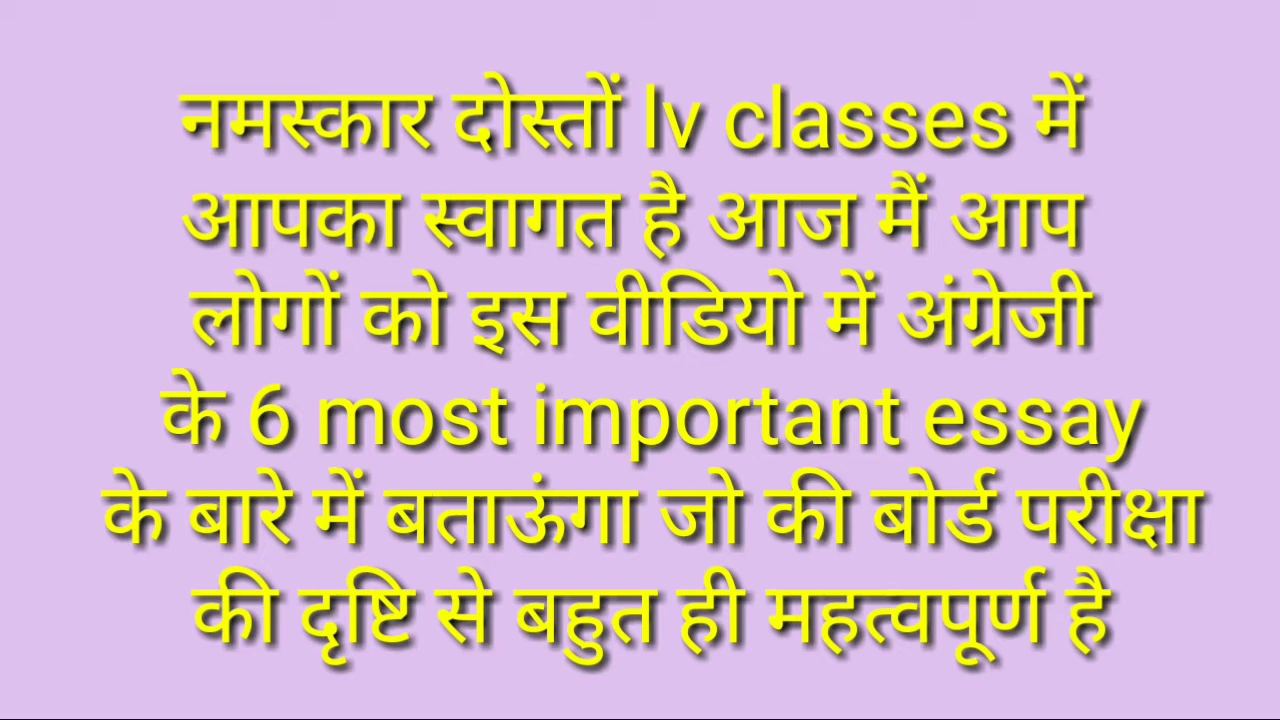 नमस्कार दोस्तों lv classes में
आपका स्वागत है आज मैं आप
लोगों को इस वीडियो में अंग्रेजी
के 6 most important essay
के बारे में बताऊंगा जो की बोर्ड परीक्षा
की दृष्टि से बहुत ही महत्वपूर्ण है